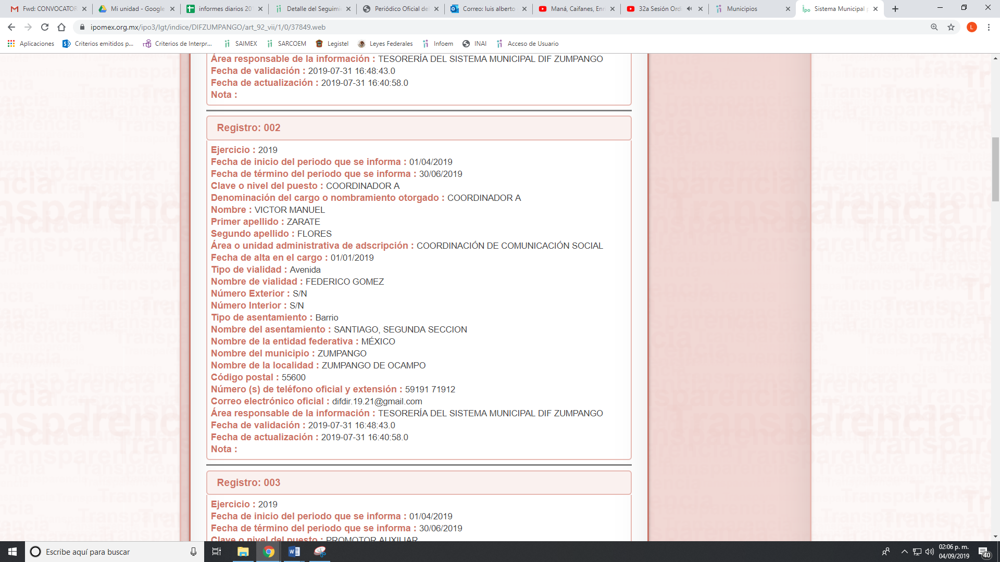 Fwd: CONVOCATOR
Mi unidad - Google
informes diarios 201
Detalle del Seguimie
Periódico Oficial de
Correo: luis alberto
Maná, Caifanes, Enr
32a Sesión Ord
Municipios
Sistema Municipal p
ipomex.org.mx/ipo3/lgt/indice/DIFZUMPANGO/art_92_vii/1/0/37849.web
L
Aplicaciones
Criterios emitidos p...
Criterios de Interpr...
SAIMEX
SARCOEM
Legistel
Leyes Federales
Infoem
INAI
Acceso de Usuario
Área responsable de la información : TESORERÍA DEL SISTEMA MUNICIPAL DIF ZUMPANGO
Fecha de validación : 2019-07-31 16:48:43.0
Fecha de actualización : 2019-07-31 16:40:58.0
Nota :
Registro: 002
Ejercicio : 2019
Fecha de inicio del periodo que se informa : 01/04/2019
Fecha de término del periodo que se informa : 30/06/2019
Clave o nivel del puesto : COORDINADOR A
Denominación del cargo o nombramiento otorgado : COORDINADOR A
Nombre : VICTOR MANUEL
Primer apellido : ZARATE
Segundo apellido : FLORES
Área o unidad administrativa de adscripción : COORDINACIÓN DE COMUNICACIÓN SOCIAL
Fecha de alta en el cargo : 01/01/2019
Tipo de vialidad : Avenida
Nombre de vialidad : FEDERICO GOMEZ
Número Exterior : S/N
Número Interior : S/N
Tipo de asentamiento : Barrio
Nombre del asentamiento : SANTIAGO, SEGUNDA SECCION
Nombre de la entidad federativa : MÉXICO
Nombre del municipio : ZUMPANGO
Nombre de la localidad : ZUMPANGO DE OCAMPO
Código postal : 55600
Número (s) de teléfono oficial y extensión : 59191 71912
Correo electrónico oficial : difdir.19.21@gmail.com
Área responsable de la información : TESORERÍA DEL SISTEMA MUNICIPAL DIF ZUMPANGO
Fecha de validación : 2019-07-31 16:48:43.0
Fecha de actualización : 2019-07-31 16:40:58.0
Nota :
Registro: 003
Ejercicio : 2019
Fecha de inicio del periodo que se informa : 01/04/2019
Fecha de término del periodo que se informa : 30/06/2019
Clave o nivel del puesto : PROMOTOR AUXILIAR
Escribe aquí para buscar
02:06 p. m.
04/09/2019
40